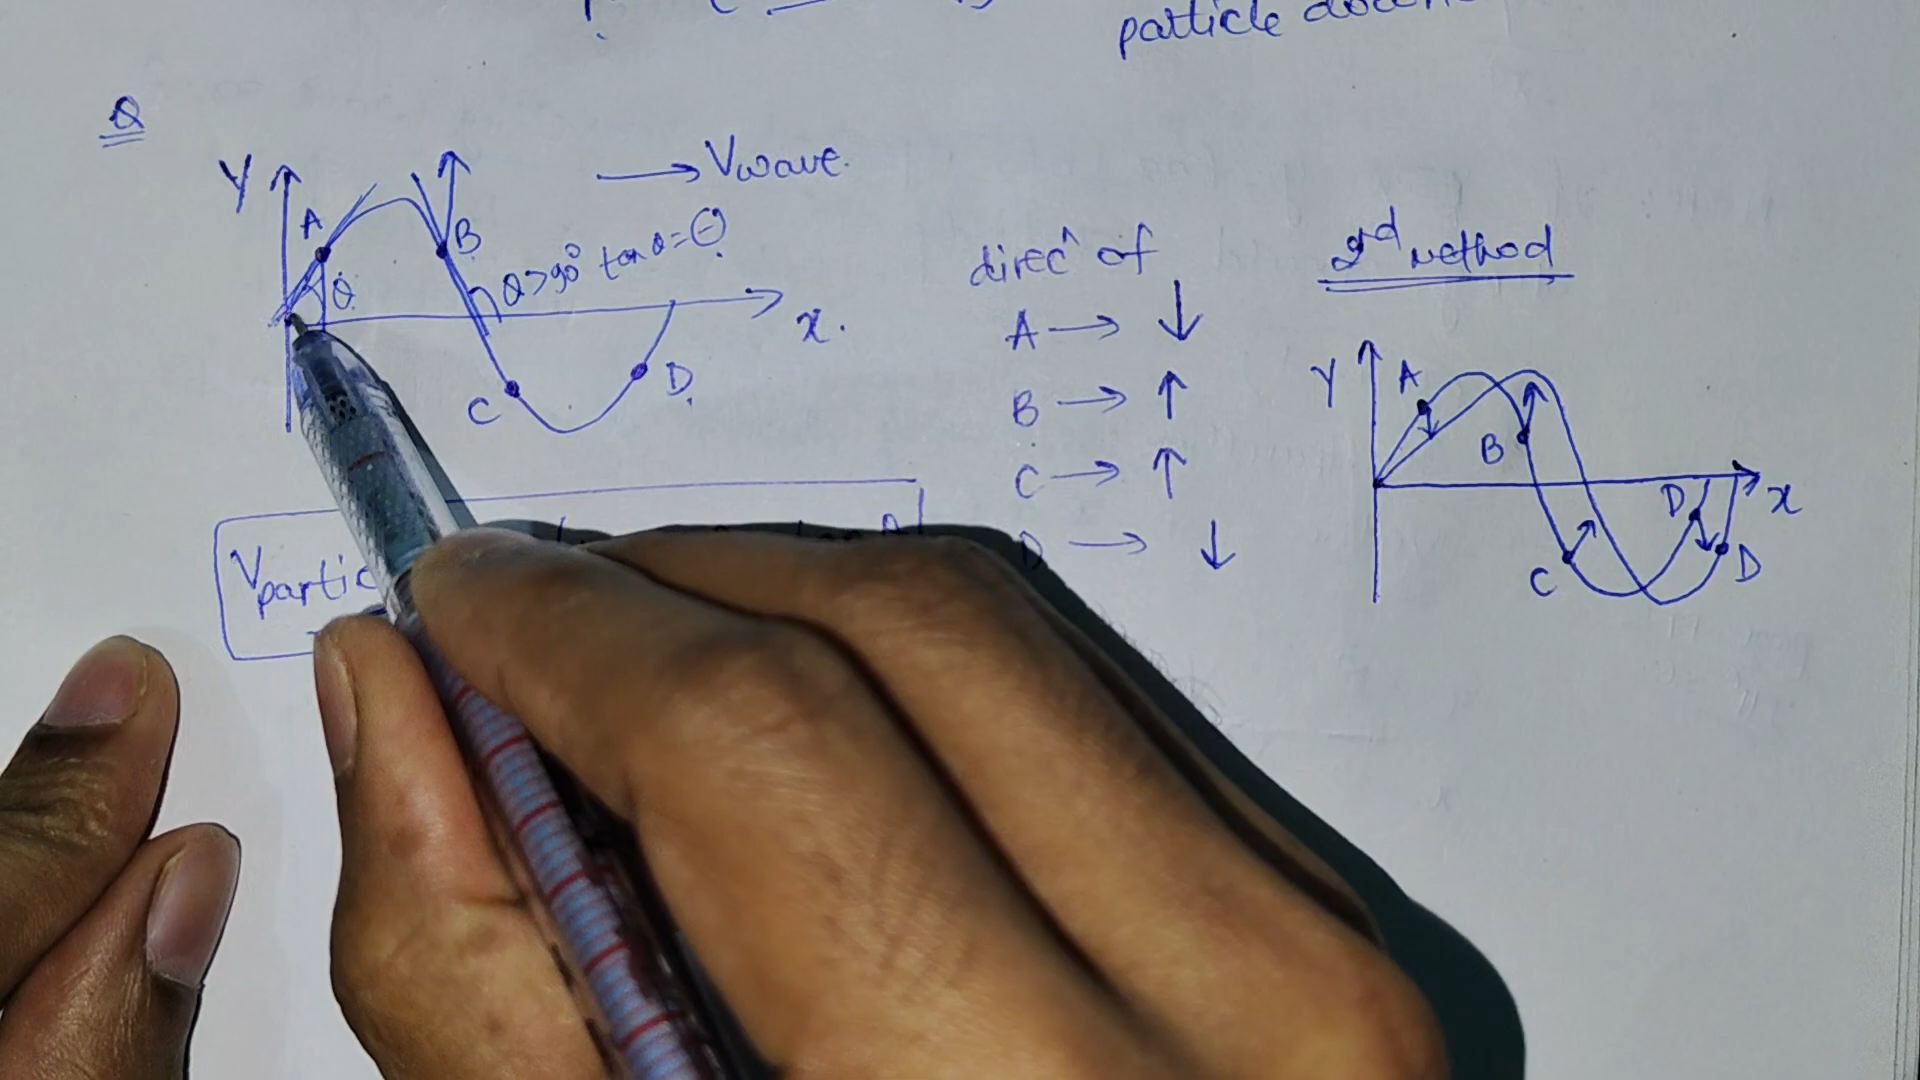 particle
Q
Y
A
B
→ Vwave.
θ
θ>90° tanθ=⊖
x.
C
D
direcⁿ of
A → ↓
B → ↑
C → ↑
D → ↓
2nd method
Y
A
B
x
C
D
D
Vpartic